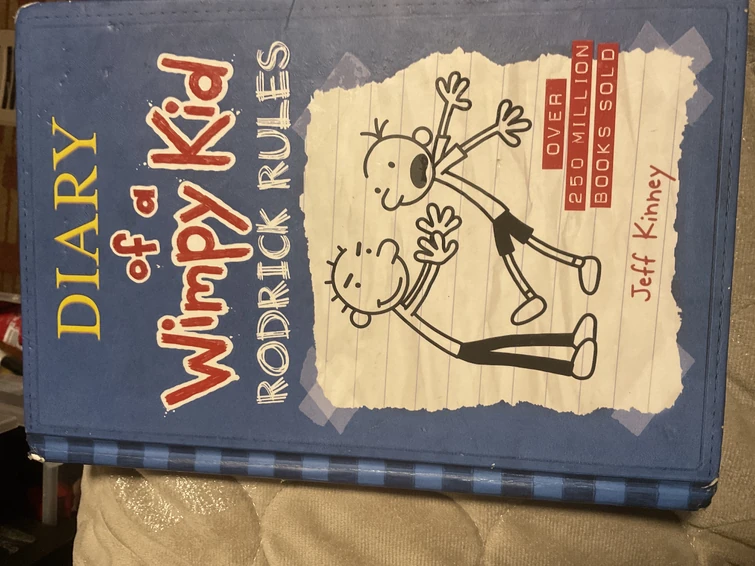 DIARY
of a
Wimpy Kid
RODRICK RULES
OVER
250 MILLION
BOOKS SOLD
Jeff Kinney